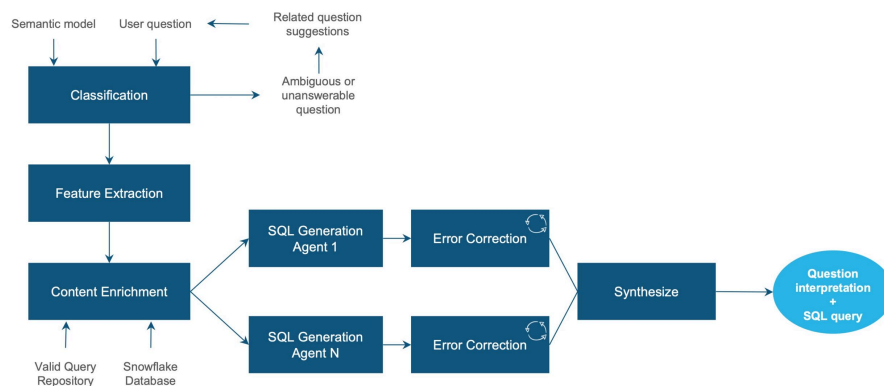 Semantic model
User question
Related question
suggestions
Classification
Ambiguous or
unanswerable
question
Feature Extraction
SQL Generation
Agent 1
Error Correction
Content Enrichment
Synthesize
Question
interpretation
+
SQL query
SQL Generation
Agent N
Error Correction
Valid Query
Repository
Snowflake
Database